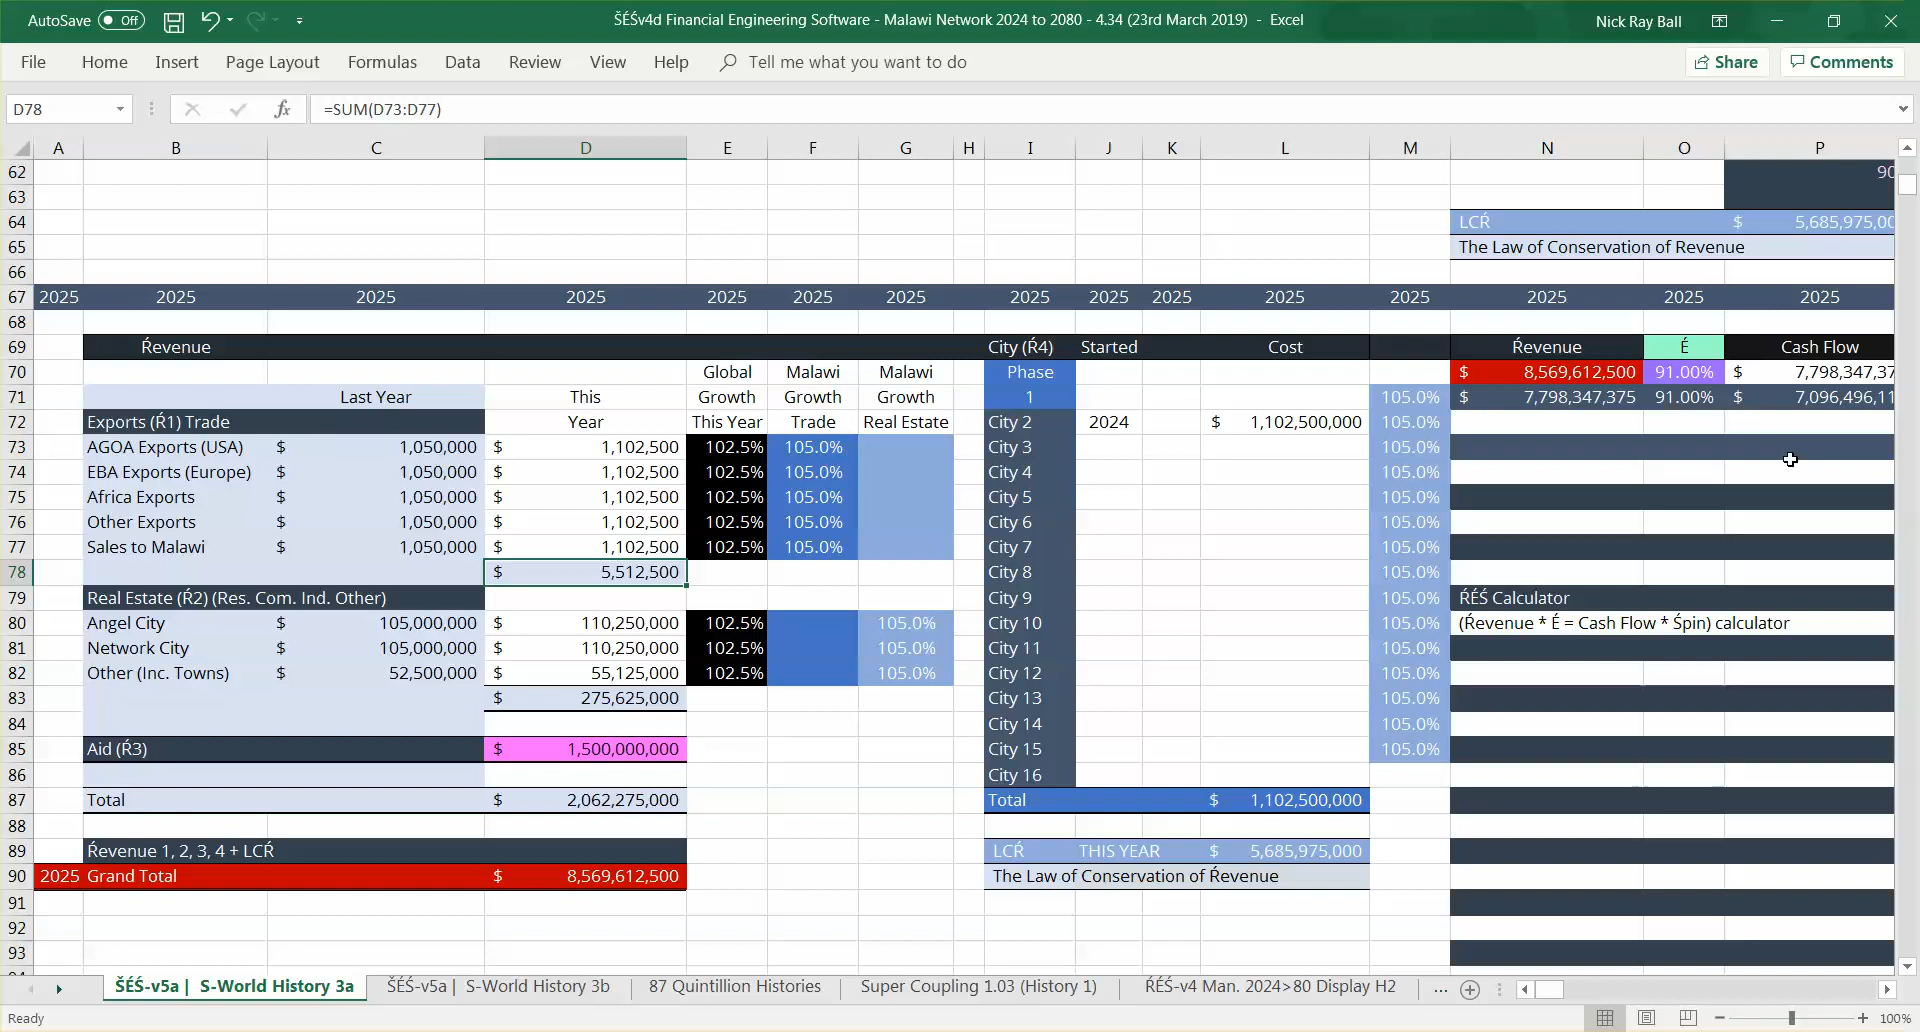 AutoSave Off ŠÉŚv4d Financial Engineering Software - Malawi Network 2024 to 2080 - 4.34 (23rd March 2019) - Excel Nick Ray Ball
File Home Insert Page Layout Formulas Data Review View Help Tell me what you want to do Share Comments
D78 fx =SUM(D73:D77)
A B C D E F G H I J K L M N O P
62 90
63
64 LCŔ $ 5,685,975,00
65 The Law of Conservation of Revenue
66
67 2025 2025 2025 2025 2025 2025 2025 2025 2025 2025 2025 2025 2025 2025 2025
68
69 Ŕevenue City (Ŕ4) Started Cost Ŕevenue É Cash Flow
70 Global Malawi Malawi Phase $ 8,569,612,500 91.00% $ 7,798,347,37
71 Last Year This Growth Growth Growth 1 105.0% $ 7,798,347,375 91.00% $ 7,096,496,11
72 Exports (Ŕ1) Trade Year This Year Trade Real Estate City 2 2024 $ 1,102,500,000 105.0%
73 AGOA Exports (USA) $ 1,050,000 $ 1,102,500 102.5% 105.0% City 3 105.0%
74 EBA Exports (Europe) $ 1,050,000 $ 1,102,500 102.5% 105.0% City 4 105.0%
75 Africa Exports $ 1,050,000 $ 1,102,500 102.5% 105.0% City 5 105.0%
76 Other Exports $ 1,050,000 $ 1,102,500 102.5% 105.0% City 6 105.0%
77 Sales to Malawi $ 1,050,000 $ 1,102,500 102.5% 105.0% City 7 105.0%
78 $ 5,512,500 City 8 105.0%
79 Real Estate (Ŕ2) (Res. Com. Ind. Other) City 9 105.0% ŔÉŚ Calculator
80 Angel City $ 105,000,000 $ 110,250,000 102.5% 105.0% City 10 105.0% (Ŕevenue * É = Cash Flow * Śpin) calculator
81 Network City $ 105,000,000 $ 110,250,000 102.5% 105.0% City 11 105.0%
82 Other (Inc. Towns) $ 52,500,000 $ 55,125,000 102.5% 105.0% City 12 105.0%
83 $ 275,625,000 City 13 105.0%
84 City 14 105.0%
85 Aid (Ŕ3) $ 1,500,000,000 City 15 105.0%
86 City 16
87 Total $ 2,062,275,000 Total $ 1,102,500,000
88
89 Ŕevenue 1, 2, 3, 4 + LCŔ LCŔ THIS YEAR $ 5,685,975,000
90 2025 Grand Total $ 8,569,612,500 The Law of Conservation of Ŕevenue
91
92
93
ŠÉŚ-v5a | S-World History 3a ŠÉŚ-v5a | S-World History 3b 87 Quintillion Histories Super Coupling 1.03 (History 1) ŔÉŚ-v4 Man. 2024>80 Display H2 ...
Ready 100%